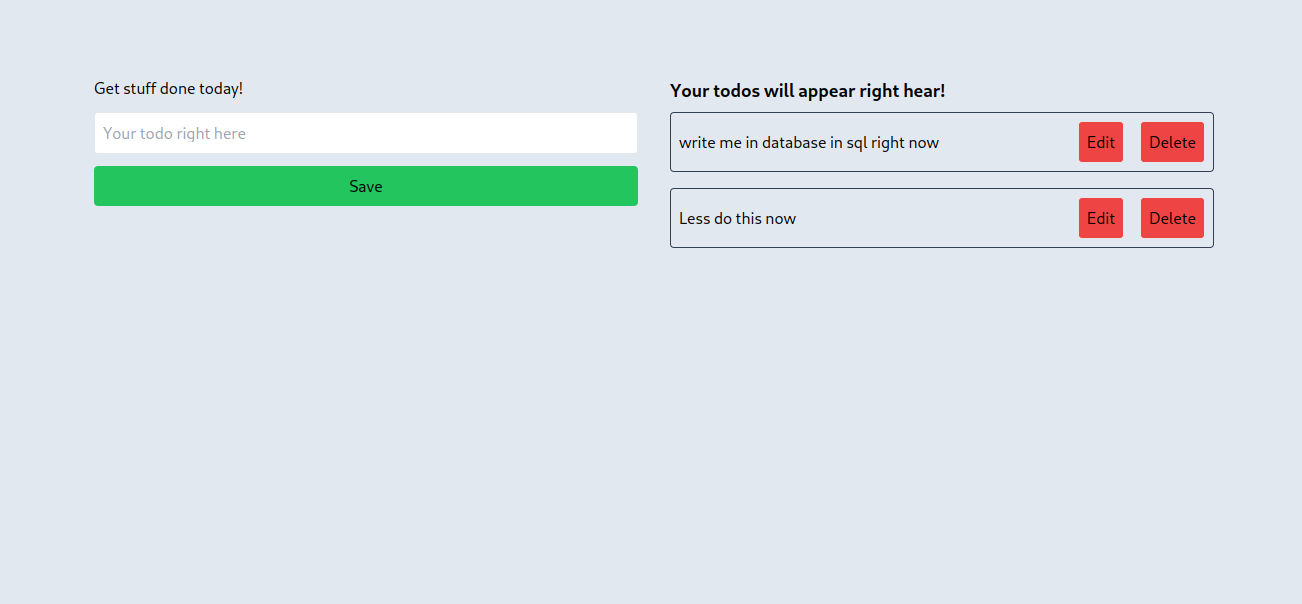 Get stuff done today!
Your todo right here
Save
Your todos will appear right hear!
write me in database in sql right now
Edit
Delete
Less do this now
Edit
Delete